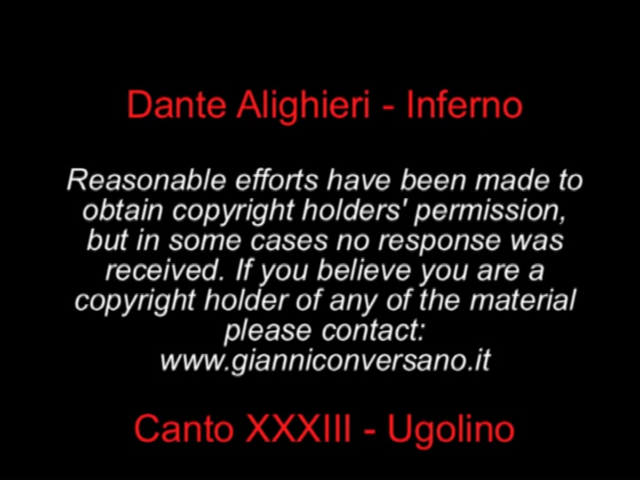 Dante Alighieri - Inferno
Reasonable efforts have been made to
obtain copyright holders' permission,
but in some cases no response was
received. If you believe you are a
copyright holder of any of the material
please contact:
www.gianniconversano.it
Canto XXXIII - Ugolino